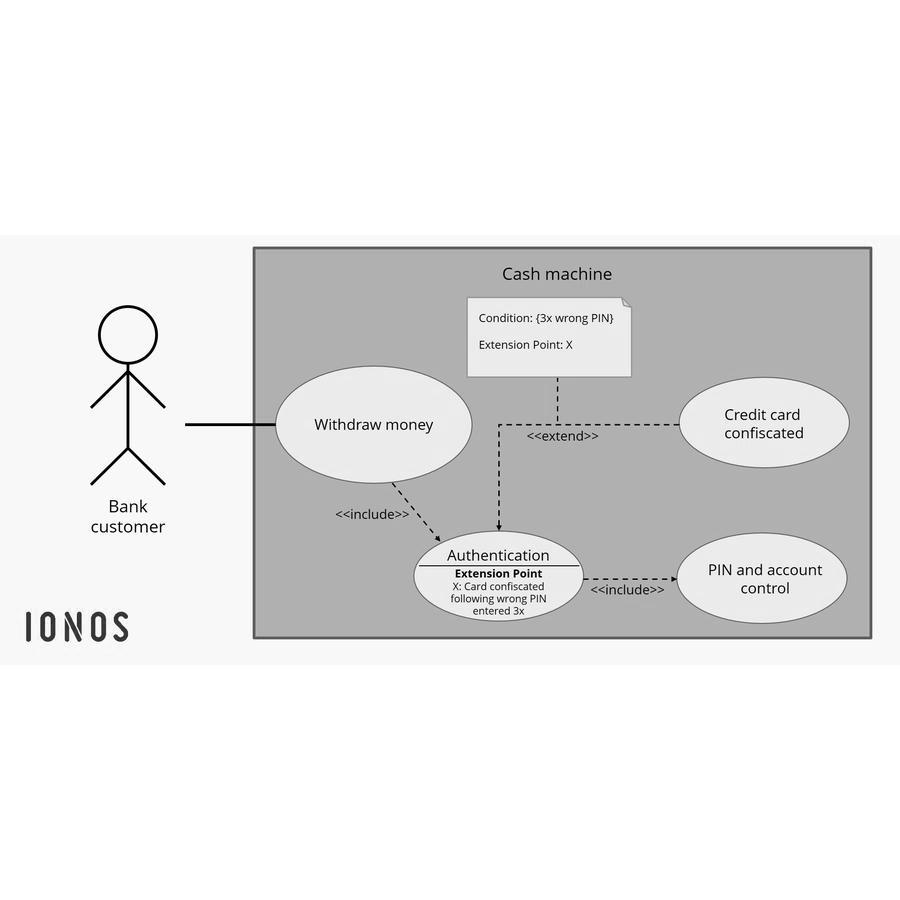 Cash machine
Condition: {3x wrong PIN}
Extension Point: X
Withdraw money
Credit card
confiscated
<<extend>>
Bank
customer
<<include>>
Authentication
Extension Point
X: Card confiscated
following wrong PIN
entered 3x
<<include>>
PIN and account
control
IONOS